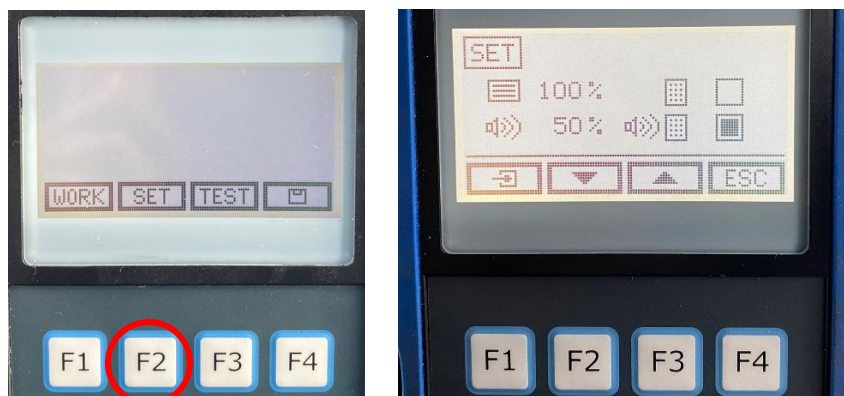 WORK SET TEST
F1 F2 F3 F4
SET
100%
50%
ESC
F1 F2 F3 F4